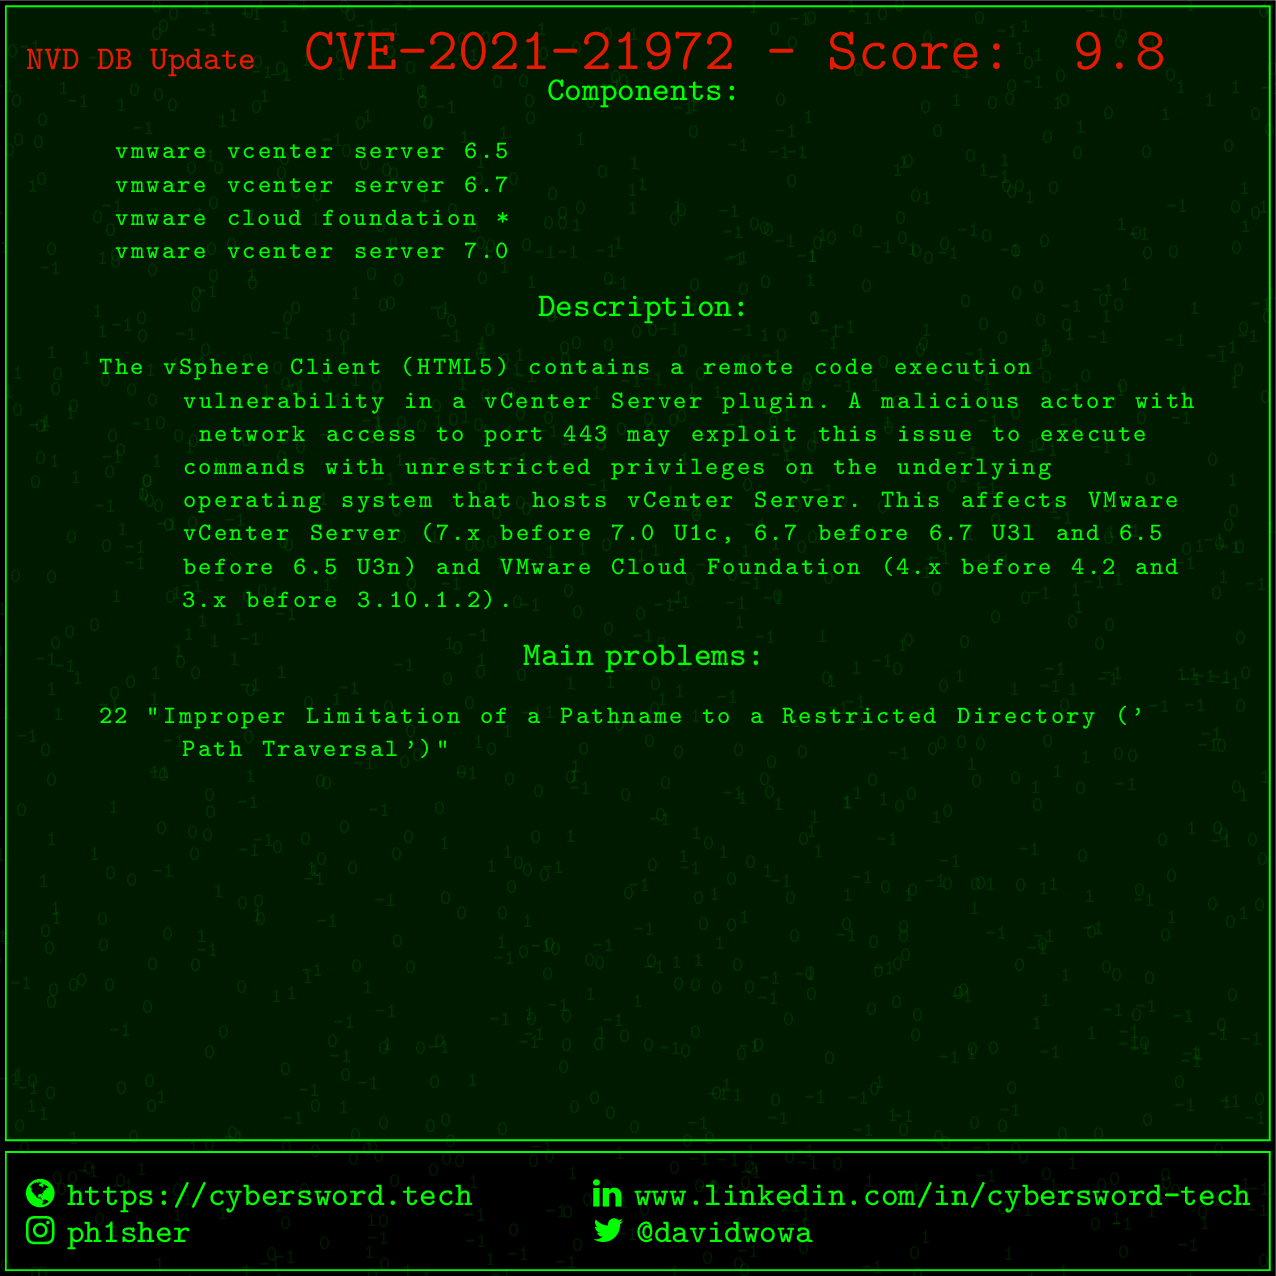 NVD DB Update CVE-2021-21972 - Score: 9.8
Components:
vmware vcenter server 6.5
vmware vcenter server 6.7
vmware cloud foundation *
vmware vcenter server 7.0
Description:
The vSphere Client (HTML5) contains a remote code execution
vulnerability in a vCenter Server plugin. A malicious actor with
network access to port 443 may exploit this issue to execute
commands with unrestricted privileges on the underlying
operating system that hosts vCenter Server. This affects VMware
vCenter Server (7.x before 7.0 U1c, 6.7 before 6.7 U3l and 6.5
before 6.5 U3n) and VMware Cloud Foundation (4.x before 4.2 and
3.x before 3.10.1.2).
Main problems:
22 "Improper Limitation of a Pathname to a Restricted Directory ('
Path Traversal')"
https://cybersword.tech www.linkedin.com/in/cybersword-tech
ph1sher @davidwowa